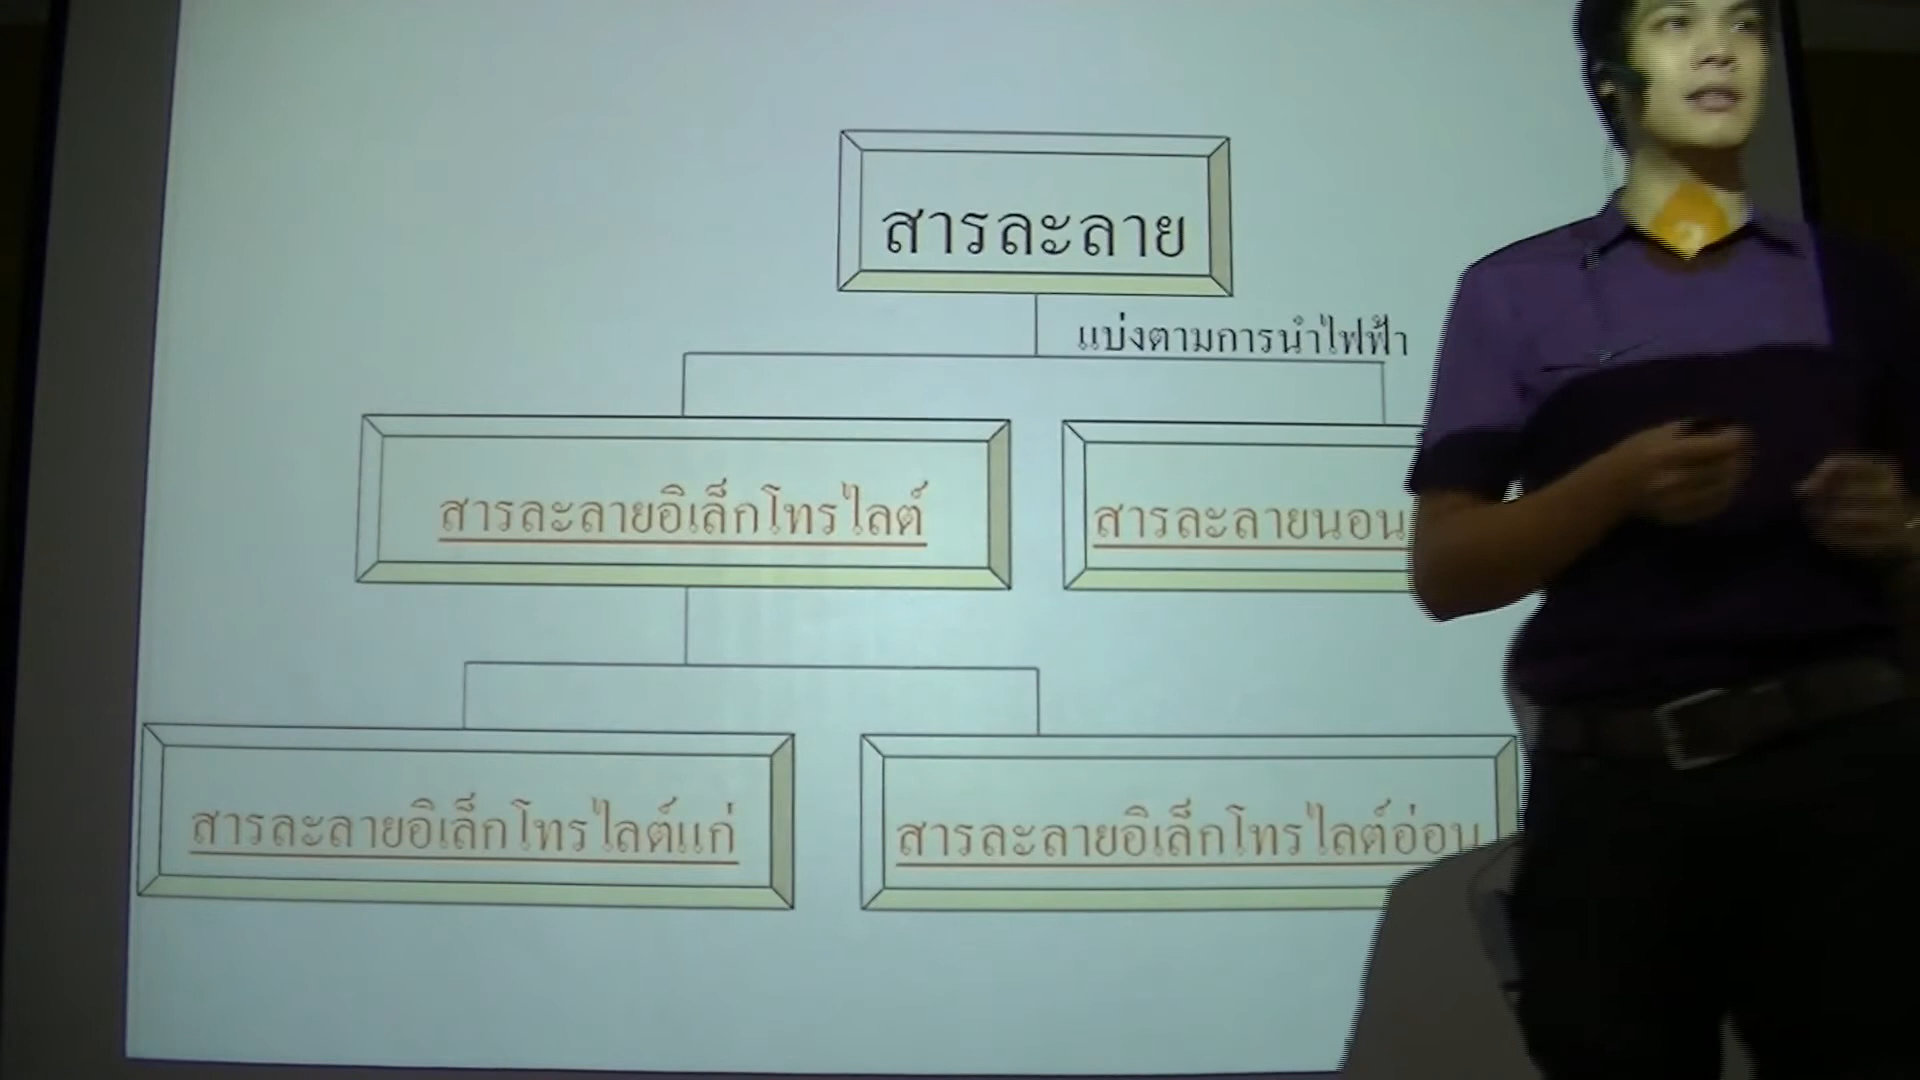 สารละลาย
แบ่งตามการนำไฟฟ้า
สารละลายอิเล็กโทรไลต์
สารละลายนอน
สารละลายอิเล็กโทรไลต์แก่
สารละลายอิเล็กโทรไลต์อ่อน